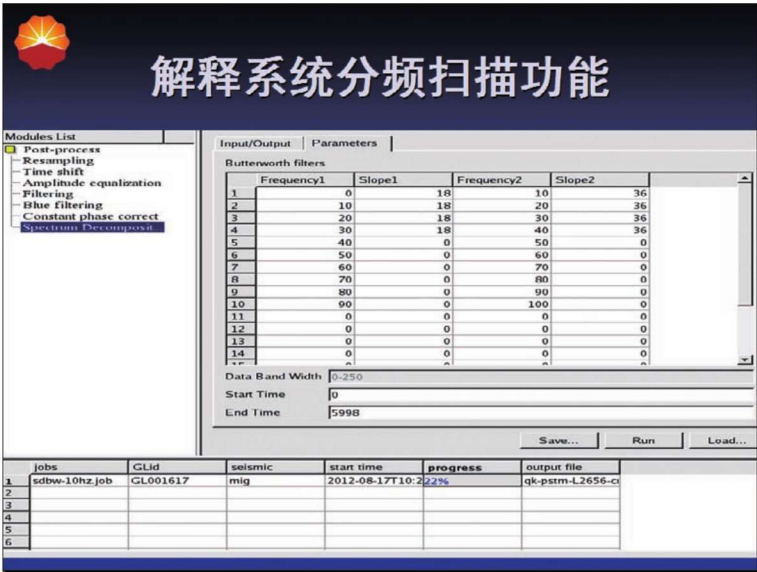 解释系统分频扫描功能
Modules List
Post-process
Resampling
Time shift
Amplitude equalization
Filtering
Blue filtering
Constant phase correct
Spectrum Decomposit
Input/Output Parameters
Butterworth filters
Frequency1 Slope1 Frequency2 Slope2
1 0 18 10 36
2 10 18 20 36
3 20 18 30 36
4 30 18 40 36
5 40 0 50 0
6 50 0 60 0
7 60 0 70 0
8 70 0 80 0
9 80 0 90 0
10 90 0 100 0
11 0 0 0 0
12 0 0 0 0
13 0 0 0 0
14 0 0 0 0
Data Band Width 0-250
Start Time 0
End Time 5998
Save... Run Load...
jobs GLid seismic start time progress output file
1 sdbw-10hz.job GL001617 mig 2012-08-17T10:2 22% qk-pstm-L2656-cr
2
3
4
5
6